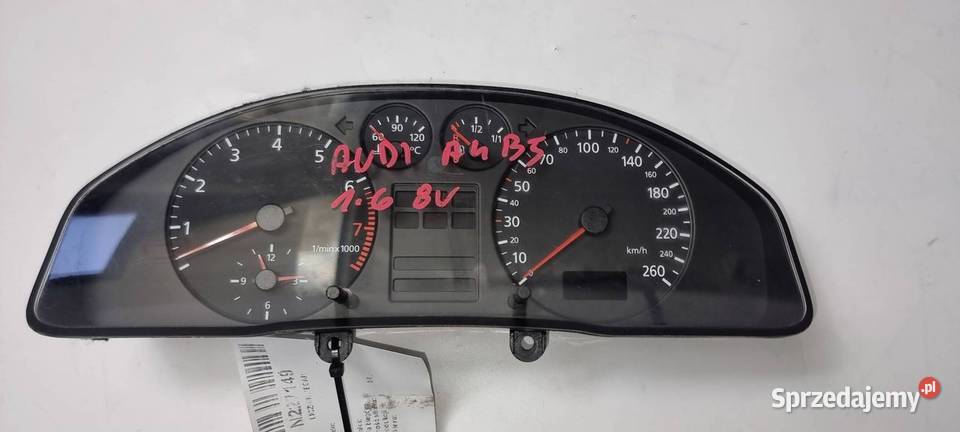 60 90 120 °C
1/2 1/1
AUDI A4 B5
1.6 8V
1 2 3 4 5 6 7
1/min x 1000
12 3 6 9
10 30 50 70 100 140 180 220 260
20 40 60 80 120 160 200 240
km/h
N227149
Sprzedajemy.pl